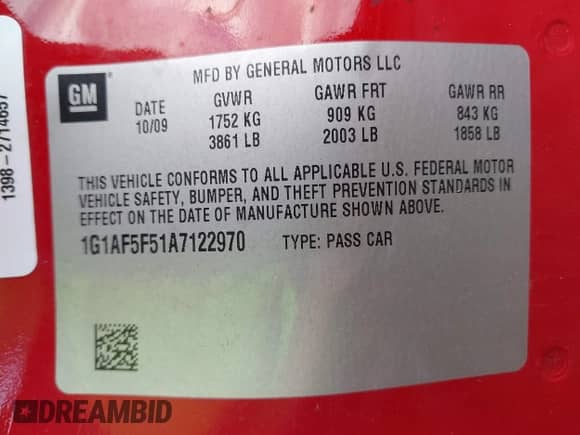 1398-2714657
GM
MFD BY GENERAL MOTORS LLC
DATE GVWR GAWR FRT GAWR RR
10/09 1752 KG 909 KG 843 KG
3861 LB 2003 LB 1858 LB
THIS VEHICLE CONFORMS TO ALL APPLICABLE U.S. FEDERAL MOTOR
VEHICLE SAFETY, BUMPER, AND THEFT PREVENTION STANDARDS IN
EFFECT ON THE DATE OF MANUFACTURE SHOWN ABOVE.
1G1AF5F51A7122970 TYPE: PASS CAR
DREAMBID